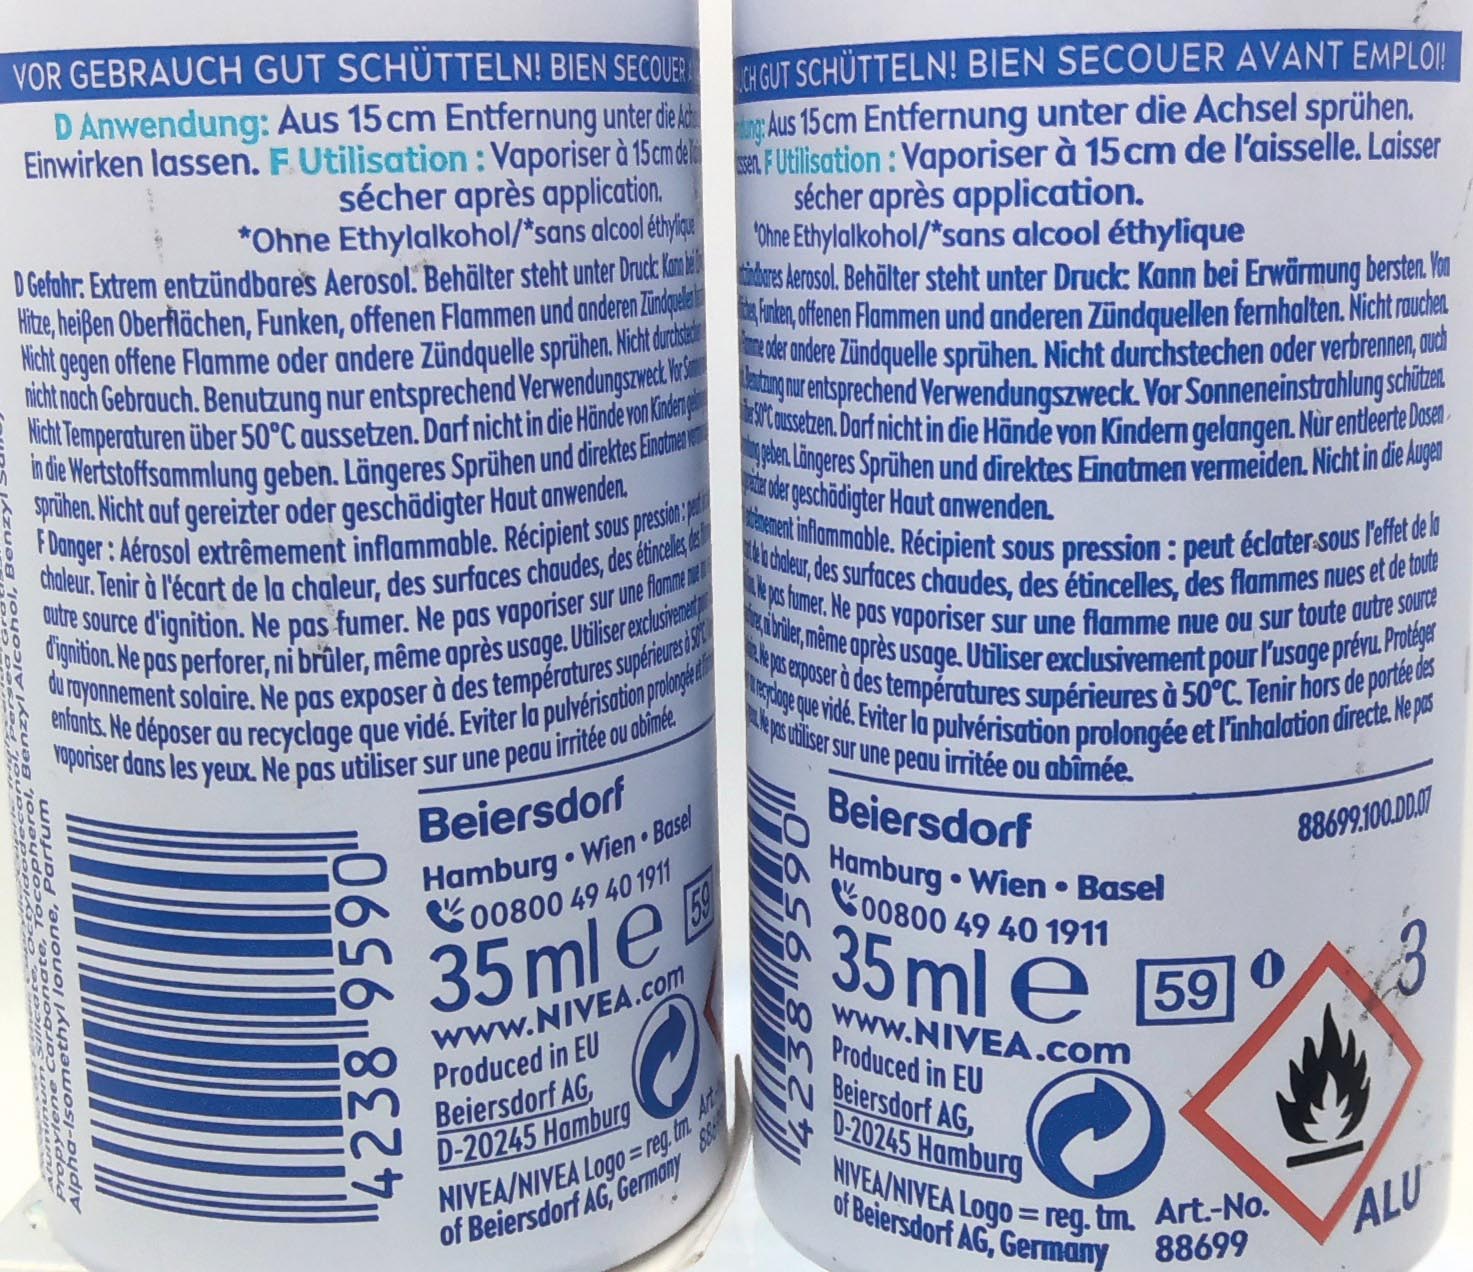 VOR GEBRAUCH GUT SCHÜTTELN! BIEN SECOUER
D Anwendung: Aus 15 cm Entfernung unter die
Einwirken lassen. F Utilisation : Vaporiser à 15 cm de
sécher après application.
*Ohne Ethylalkohol/*sans alcool éthylique
D Gefahr: Extrem entzündbares Aerosol. Behälter steht unter Druck: Kann bei
Hitze, heißen Oberflächen, Funken, offenen Flammen und anderen Zündquellen
Nicht gegen offene Flamme oder andere Zündquelle sprühen. Nicht durchstechen
nicht nach Gebrauch. Benutzung nur entsprechend Verwendungszweck. Vor
Nicht Temperaturen über 50°C aussetzen. Darf nicht in die Hände von Kindern
in die Wertstoffsammlung geben. Längeres Sprühen und direktes Einatmen
sprühen. Nicht auf gereizter oder geschädigter Haut anwenden.
F Danger : Aérosol extrêmement inflammable. Récipient sous pression : peut
chaleur. Tenir à l'écart de la chaleur, des surfaces chaudes, des étincelles, des
autre source d'ignition. Ne pas fumer. Ne pas vaporiser sur une flamme nue
d'ignition. Ne pas perforer, ni brûler, même après usage. Utiliser exclusivement
du rayonnement solaire. Ne pas exposer à des températures supérieures à 50°C
enfants. Ne déposer au recyclage que vidé. Eviter la pulvérisation prolongée et
vaporiser dans les yeux. Ne pas utiliser sur une peau irritée ou abîmée.
Benzyl Alcohol, Benzyl
Propylene Carbonate, Tocopherol,
Alpha-Isomethyl Ionone, Parfum
4238 9590
Beiersdorf
Hamburg • Wien • Basel
00800 49 40 1911
35 ml e 59
www.NIVEA.com
Produced in EU
Beiersdorf AG,
D-20245 Hamburg
NIVEA/NIVEA Logo = reg. tm.
of Beiersdorf AG, Germany
GUT SCHÜTTELN! BIEN SECOUER AVANT EMPLOI!
Aus 15 cm Entfernung unter die Achsel sprühen.
F Utilisation : Vaporiser à 15 cm de l'aisselle. Laisser
sécher après application.
*Ohne Ethylalkohol/*sans alcool éthylique
Aerosol. Behälter steht unter Druck: Kann bei Erwärmung bersten. Von
Funken, offenen Flammen und anderen Zündquellen fernhalten. Nicht rauchen.
oder andere Zündquelle sprühen. Nicht durchstechen oder verbrennen, auch
nur entsprechend Verwendungszweck. Vor Sonneneinstrahlung schützen.
50°C aussetzen. Darf nicht in die Hände von Kindern gelangen. Nur entleerte Dosen
geben. Längeres Sprühen und direktes Einatmen vermeiden. Nicht in die Augen
oder geschädigter Haut anwenden.
inflammable. Récipient sous pression : peut éclater sous l'effet de la
de la chaleur, des surfaces chaudes, des étincelles, des flammes nues et de toute
Ne pas fumer. Ne pas vaporiser sur une flamme nue ou sur toute autre source
ni brûler, même après usage. Utiliser exclusivement pour l'usage prévu. Protéger
Ne pas exposer à des températures supérieures à 50°C. Tenir hors de portée des
recyclage que vidé. Eviter la pulvérisation prolongée et l'inhalation directe. Ne pas
Ne pas utiliser sur une peau irritée ou abîmée.
4238 9590
Beiersdorf
88699.100.DD.07
Hamburg • Wien • Basel
00800 49 40 1911
35 ml e 59
3
www.NIVEA.com
Produced in EU
Beiersdorf AG,
D-20245 Hamburg
NIVEA/NIVEA Logo = reg. tm.
of Beiersdorf AG, Germany
Art.-No.
88699
ALU